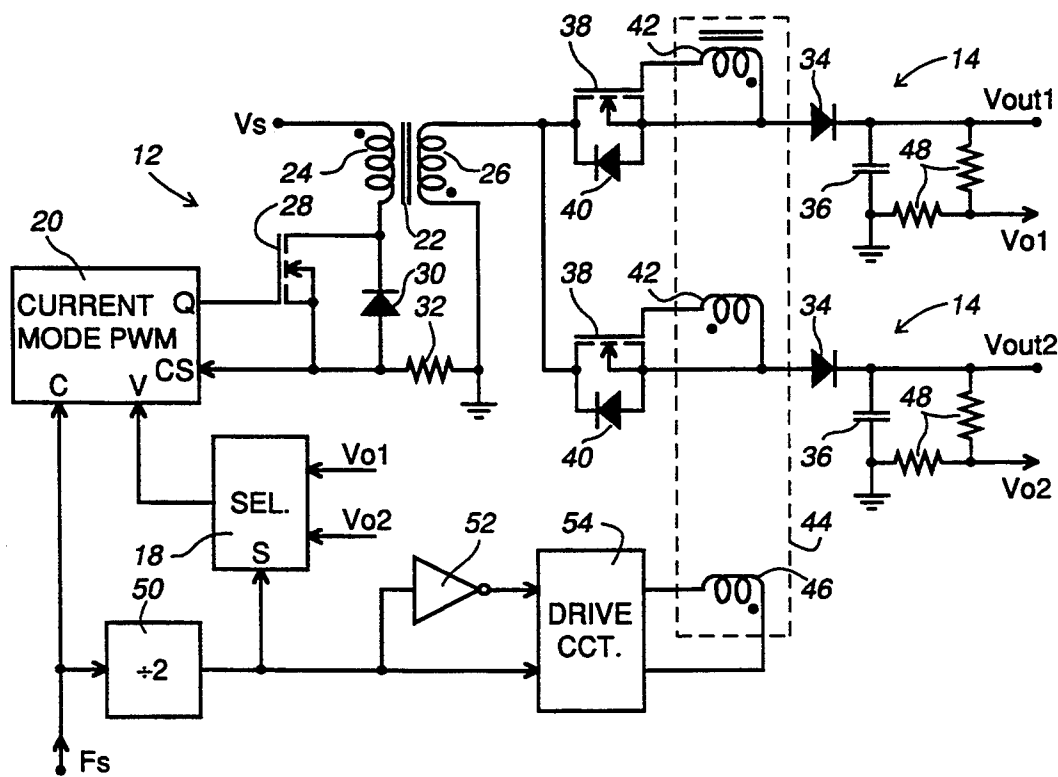 38
42
34
14
Vout1
Vs
12
24
26
48
20
28
22
40
36
Vo1
CURRENT
MODE PWM
Q
CS
C
V
30
32
38
42
34
14
Vout2
40
36
48
Vo2
Vo1
SEL.
Vo2
18
S
52
54
44
46
50
÷2
DRIVE
CCT.
Fs